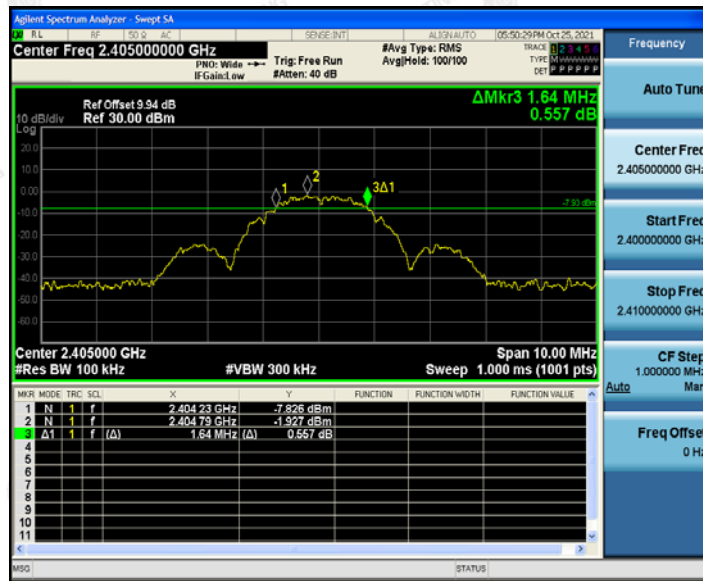 Agilent Spectrum Analyzer - Swept SA
RL RF 50 Ω AC SENSE:INT ALIGNAUTO 05:50:29PM Oct 25, 2021
Center Freq 2.405000000 GHz
PNO: Wide
IFGain:Low
Trig: Free Run
#Atten: 40 dB
#Avg Type: RMS
Avg|Hold: 100/100
TRACE 1 2 3 4 5 6
TYPE M
DET P P P P P P
Ref Offset 9.94 dB
10 dB/div Ref 30.00 dBm
Log
ΔMkr3 1.64 MHz
0.557 dB
20.0
10.0
0.00
-10.0
-20.0
-30.0
-40.0
-50.0
-60.0
1
2
3Δ1
-7.93 dBm
Center 2.405000 GHz Span 10.00 MHz
#Res BW 100 kHz #VBW 300 kHz Sweep 1.000 ms (1001 pts)
MKR MODE TRC SCL X Y FUNCTION FUNCTION WIDTH FUNCTION VALUE
1 N 1 f 2.404 23 GHz -7.826 dBm
2 N 1 f 2.404 79 GHz -1.927 dBm
3 Δ1 1 f (Δ) 1.64 MHz (Δ) 0.557 dB
4
5
6
7
8
9
10
11
MSG STATUS
Frequency
Auto Tune
Center Freq
2.405000000 GHz
Start Freq
2.400000000 GHz
Stop Freq
2.410000000 GHz
CF Step
1.000000 MHz
Auto Man
Freq Offset
0 Hz